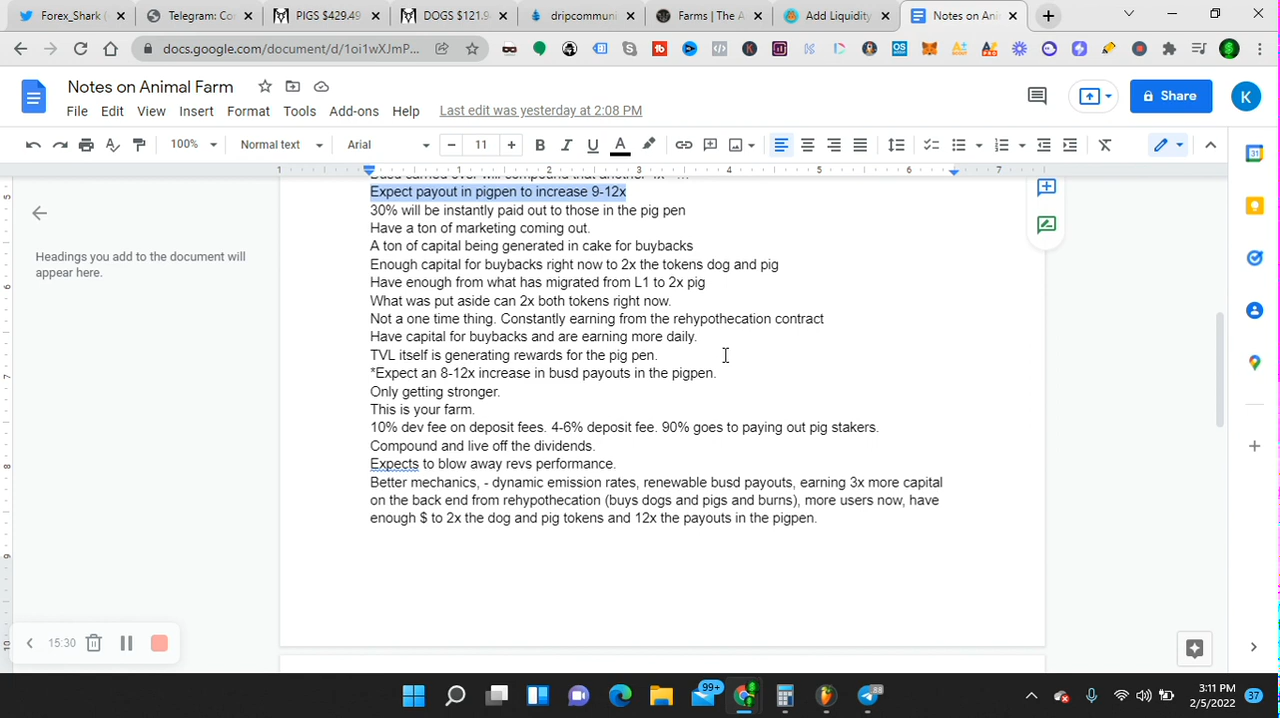 Forex_Shark (
Telegram: Co
PIGS $429.49
DOGS $121.9
dripcommuni
Farms | The A
Add Liquidity
Notes on Ani
docs.google.com/document/d/1oi1wXJmP...
Notes on Animal Farm
File Edit View Insert Format Tools Add-ons Help
Last edit was yesterday at 2:08 PM
Share
K
100% Normal text Arial 11
1 1 2 3 4 5 6 7
Expect payout in pigpen to increase 9-12x
30% will be instantly paid out to those in the pig pen
Have a ton of marketing coming out.
A ton of capital being generated in cake for buybacks
Enough capital for buybacks right now to 2x the tokens dog and pig
Have enough from what has migrated from L1 to 2x pig
What was put aside can 2x both tokens right now.
Not a one time thing. Constantly earning from the rehypothecation contract
Have capital for buybacks and are earning more daily.
TVL itself is generating rewards for the pig pen.
*Expect an 8-12x increase in busd payouts in the pigpen.
Only getting stronger.
This is your farm.
10% dev fee on deposit fees. 4-6% deposit fee. 90% goes to paying out pig stakers.
Compound and live off the dividends.
Expects to blow away revs performance.
Better mechanics, - dynamic emission rates, renewable busd payouts, earning 3x more capital
on the back end from rehypothecation (buys dogs and pigs and burns), more users now, have
enough $ to 2x the dog and pig tokens and 12x the payouts in the pigpen.
Headings you add to the document will
appear here.
15:30
99+
88
3:11 PM
2/5/2022
37